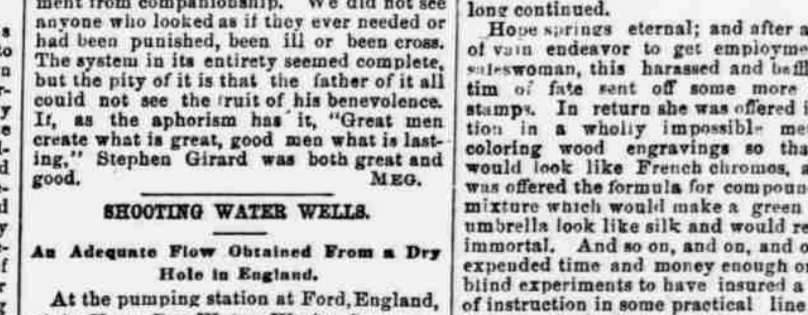 ment from companionship. We did not see
anyone who looked as if they ever needed or
had been punished, been ill or been cross.
The system in its entirety seemed complete,
but the pity of it is that the father of it all
could not see the fruit of his benevolence.
If, as the aphorism has it, "Great men
create what is great, good men what is last-
ing," Stephen Girard was both great and
good. MEG.
SHOOTING WATER WELLS.
An Adequate Flow Obtained From a Dry
Hole in England.
At the pumping station at Ford, England,
long continued.
Hope springs eternal; and after a
of vain endeavor to get
saleswoman, this harassed and
tim of fate sent off some more
stamps. In return she was offered
tion in a wholly impossible
coloring wood engravings so
would look like French chromos,
was offered the formula for
mixture which would make a green
umbrella look like silk and would
immortal. And so on, and on, and
expended time and money enough
blind experiments to have insured a
of instruction in some practical line